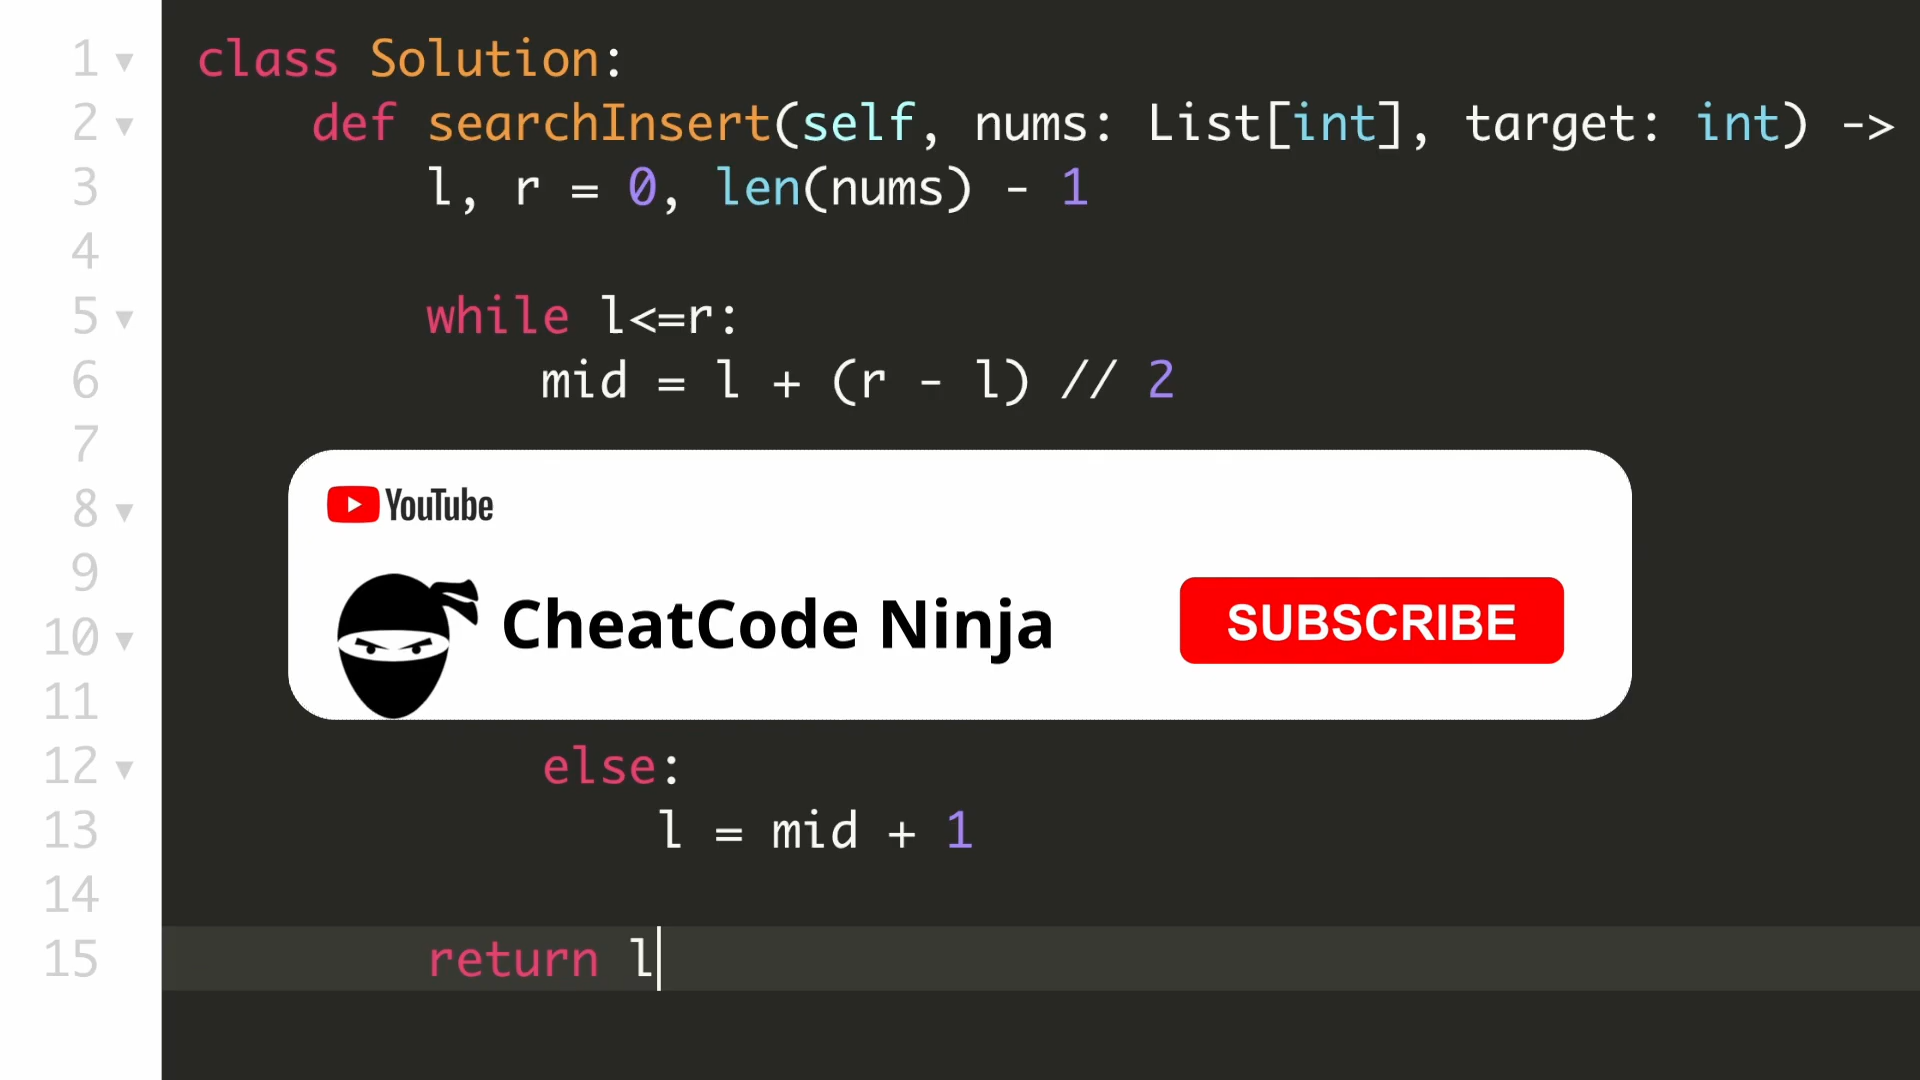 1 class Solution:
2 def searchInsert(self, nums: List[int], target: int) ->
3 l, r = 0, len(nums) - 1
4
5 while l<=r:
6 mid = l + (r - l) // 2
7
8
9
10
11
YouTube
CheatCode Ninja
SUBSCRIBE
12 else:
13 l = mid + 1
14
15 return l